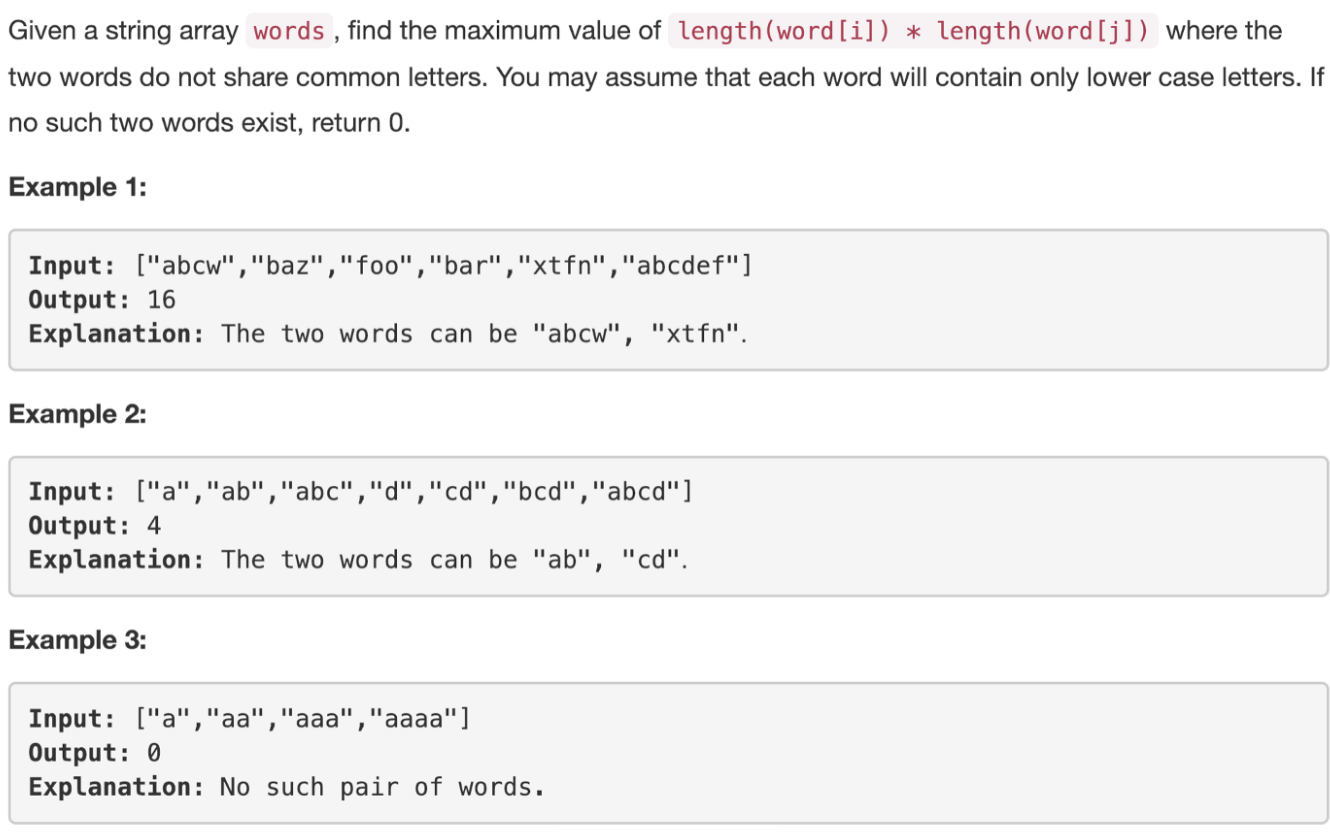 Given a string array words , find the maximum value of length(word[i]) * length(word[j]) where the
two words do not share common letters. You may assume that each word will contain only lower case letters. If
no such two words exist, return 0.
Example 1:
Input: ["abcw","baz","foo","bar","xtfn","abcdef"]
Output: 16
Explanation: The two words can be "abcw", "xtfn".
Example 2:
Input: ["a","ab","abc","d","cd","bcd","abcd"]
Output: 4
Explanation: The two words can be "ab", "cd".
Example 3:
Input: ["a","aa","aaa","aaaa"]
Output: 0
Explanation: No such pair of words.